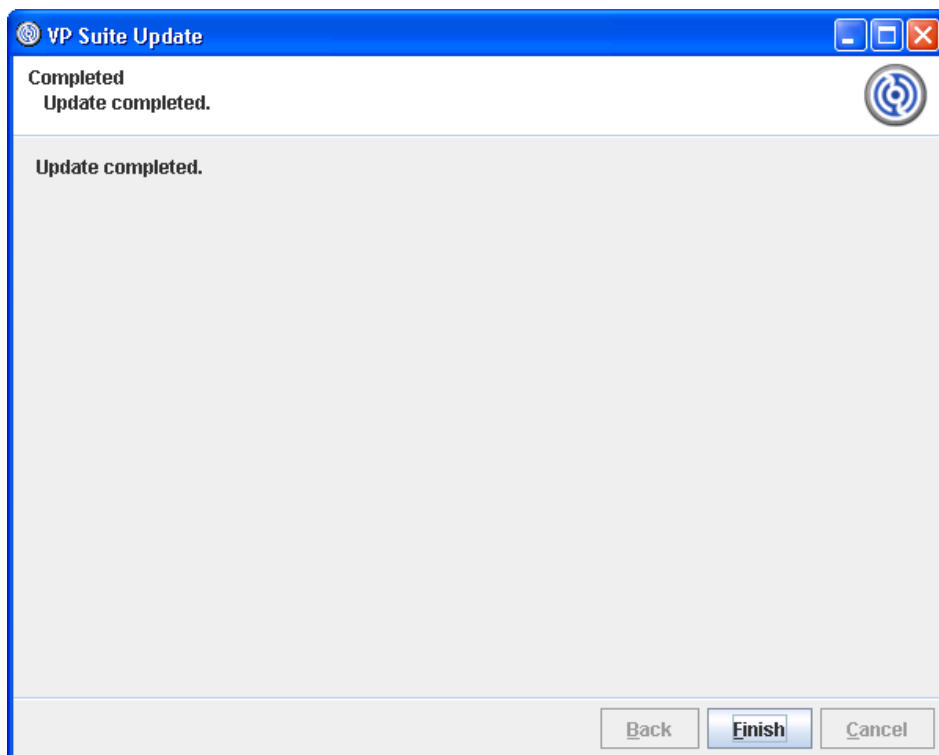 VP Suite Update
Completed
Update completed.
Update completed.
Back
Finish
Cancel